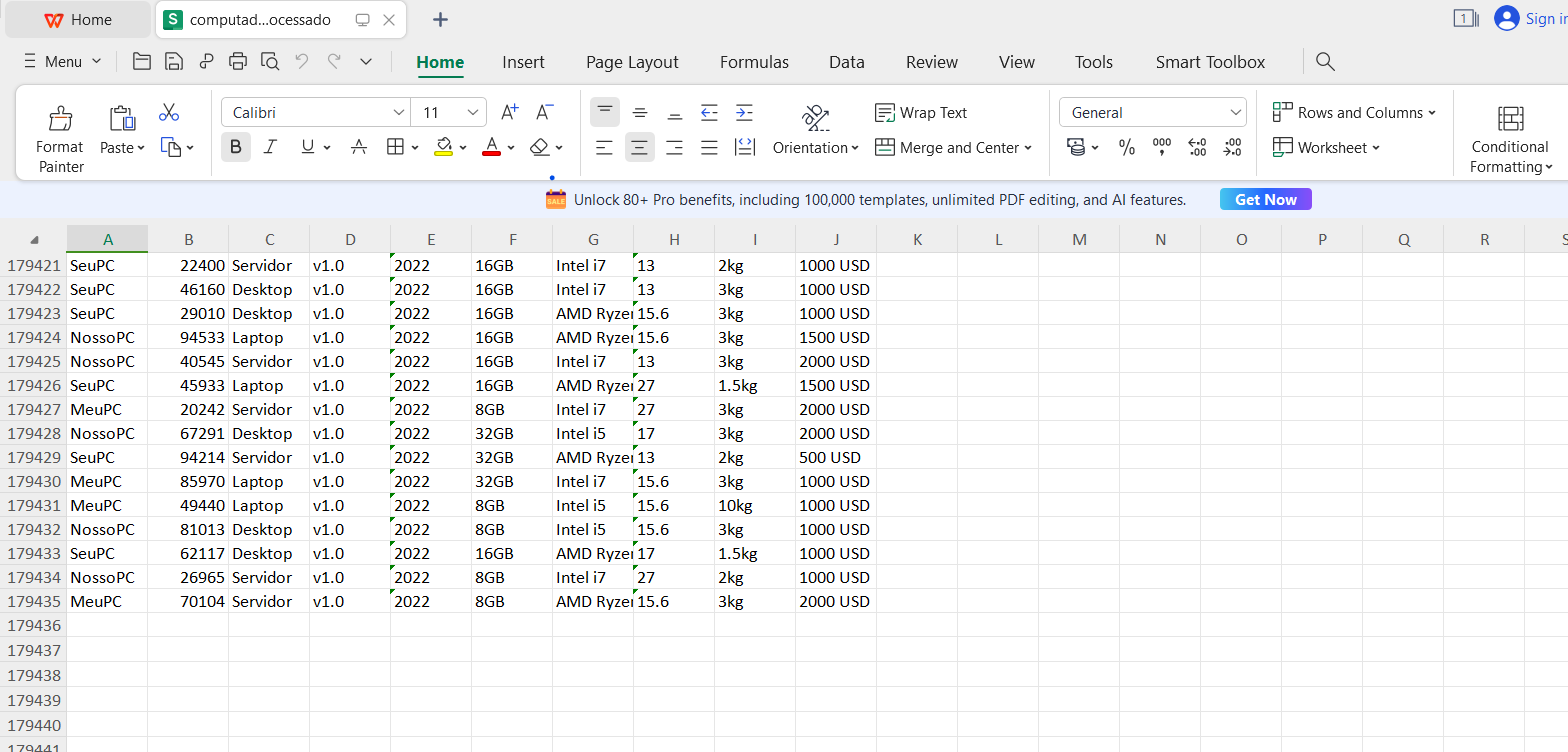 Home computad...ocessado 1 Sign in
Menu Home Insert Page Layout Formulas Data Review View Tools Smart Toolbox
Calibri 11 A+ A- Wrap Text General Rows and Columns
Format Painter Paste B I U A A Orientation Merge and Center % 000 .00 .00 Worksheet Conditional Formatting
SALE Unlock 80+ Pro benefits, including 100,000 templates, unlimited PDF editing, and AI features. Get Now
A B C D E F G H I J K L M N O P Q R S
179421 SeuPC 22400 Servidor v1.0 2022 16GB Intel i7 13 2kg 1000 USD
179422 SeuPC 46160 Desktop v1.0 2022 16GB Intel i7 13 3kg 1000 USD
179423 SeuPC 29010 Desktop v1.0 2022 16GB AMD Ryzer 15.6 3kg 1000 USD
179424 NossoPC 94533 Laptop v1.0 2022 16GB AMD Ryzer 15.6 3kg 1500 USD
179425 NossoPC 40545 Servidor v1.0 2022 16GB Intel i7 13 3kg 2000 USD
179426 SeuPC 45933 Laptop v1.0 2022 16GB AMD Ryzer 27 1.5kg 1500 USD
179427 MeuPC 20242 Servidor v1.0 2022 8GB Intel i7 27 3kg 2000 USD
179428 NossoPC 67291 Desktop v1.0 2022 32GB Intel i5 17 3kg 2000 USD
179429 SeuPC 94214 Servidor v1.0 2022 32GB AMD Ryzer 13 2kg 500 USD
179430 MeuPC 85970 Laptop v1.0 2022 32GB Intel i7 15.6 3kg 1000 USD
179431 MeuPC 49440 Laptop v1.0 2022 8GB Intel i5 15.6 10kg 1000 USD
179432 NossoPC 81013 Desktop v1.0 2022 8GB Intel i5 15.6 3kg 1000 USD
179433 SeuPC 62117 Desktop v1.0 2022 16GB AMD Ryzer 17 1.5kg 1000 USD
179434 NossoPC 26965 Servidor v1.0 2022 8GB Intel i7 27 2kg 1000 USD
179435 MeuPC 70104 Servidor v1.0 2022 8GB AMD Ryzer 15.6 3kg 2000 USD
179436
179437
179438
179439
179440
179441